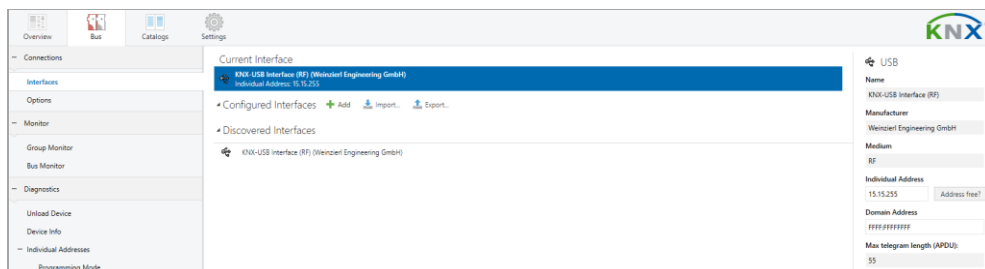 Overview
Bus
Catalogs
Settings
KNX
Connections
Interfaces
Options
Monitor
Group Monitor
Bus Monitor
Diagnostics
Unload Device
Device Info
Individual Addresses
Programming Mode
Current Interface
KNX-USB Interface (RF) (Weinzierl Engineering GmbH)
Individual Address: 15.15.255
Configured Interfaces Add Import... Export...
Discovered Interfaces
KNX-USB Interface (RF) (Weinzierl Engineering GmbH)
USB
Name
KNX-USB Interface (RF)
Manufacturer
Weinzierl Engineering GmbH
Medium
RF
Individual Address
15.15.255 Address free?
Domain Address
FFFF:FFFFFFFF
Max telegram length (APDU):
55